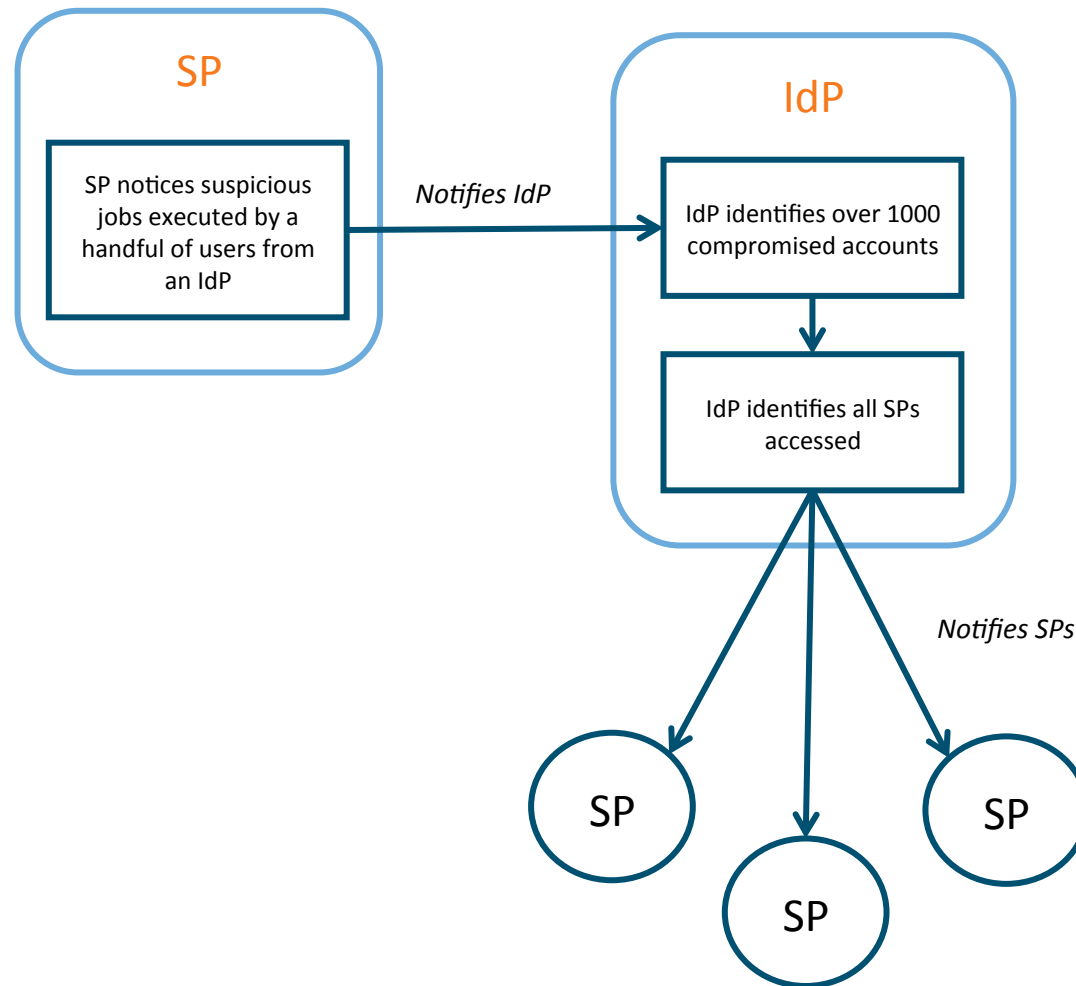 SP
SP notices suspicious
jobs executed by a
handful of users from
an IdP
Notifies IdP
IdP
IdP identifies over 1000
compromised accounts
IdP identifies all SPs
accessed
Notifies SPs
SP
SP
SP